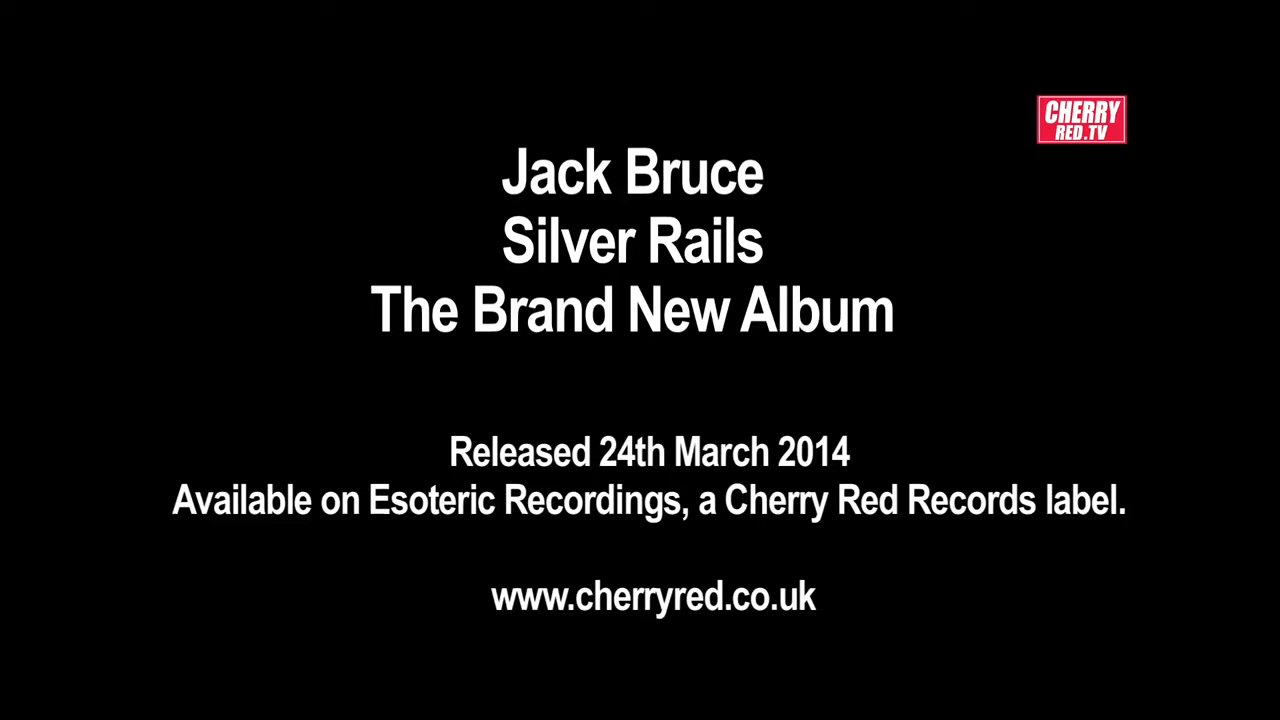 CHERRY
RED.TV
Jack Bruce
Silver Rails
The Brand New Album
Released 24th March 2014
Available on Esoteric Recordings, a Cherry Red Records label.
www.cherryred.co.uk